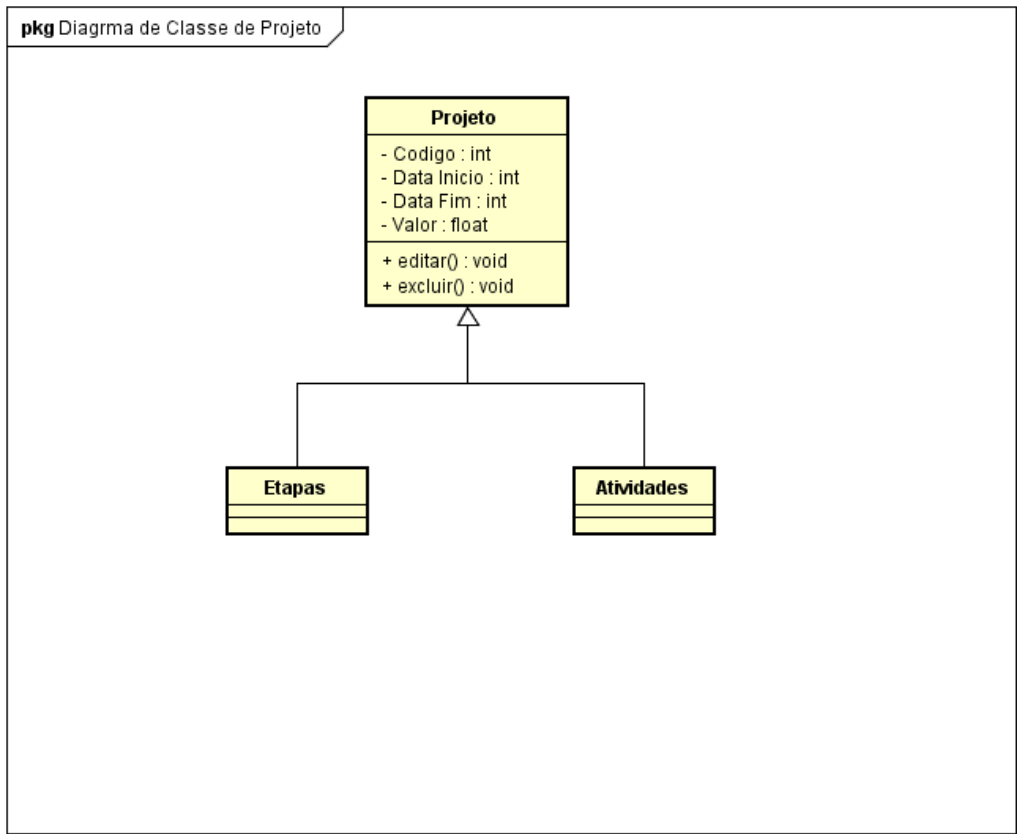 pkg Diagrma de Classe de Projeto
Projeto
- Codigo : int
- Data Inicio : int
- Data Fim : int
- Valor : float
+ editar() : void
+ excluir() : void
Etapas
Atividades